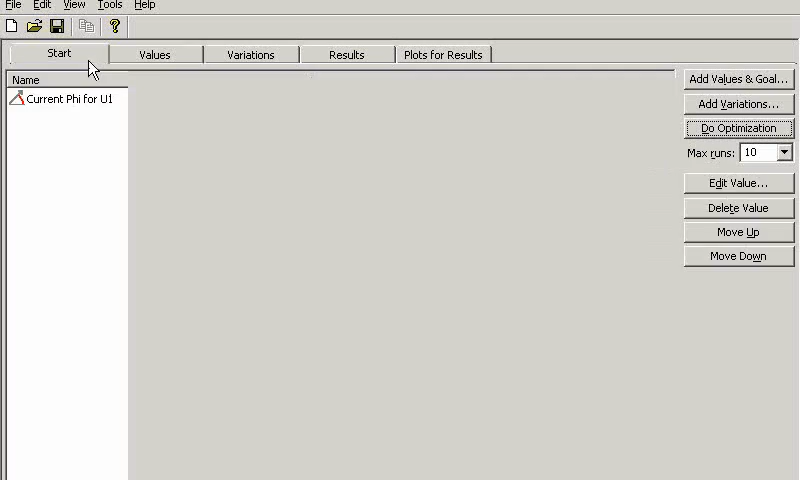 File Edit View Tools Help
Start Values Variations Results Plots for Results
Name
Current Phi for U1
Add Values & Goal...
Add Variations...
Do Optimization
Max runs: 10
Edit Value...
Delete Value
Move Up
Move Down